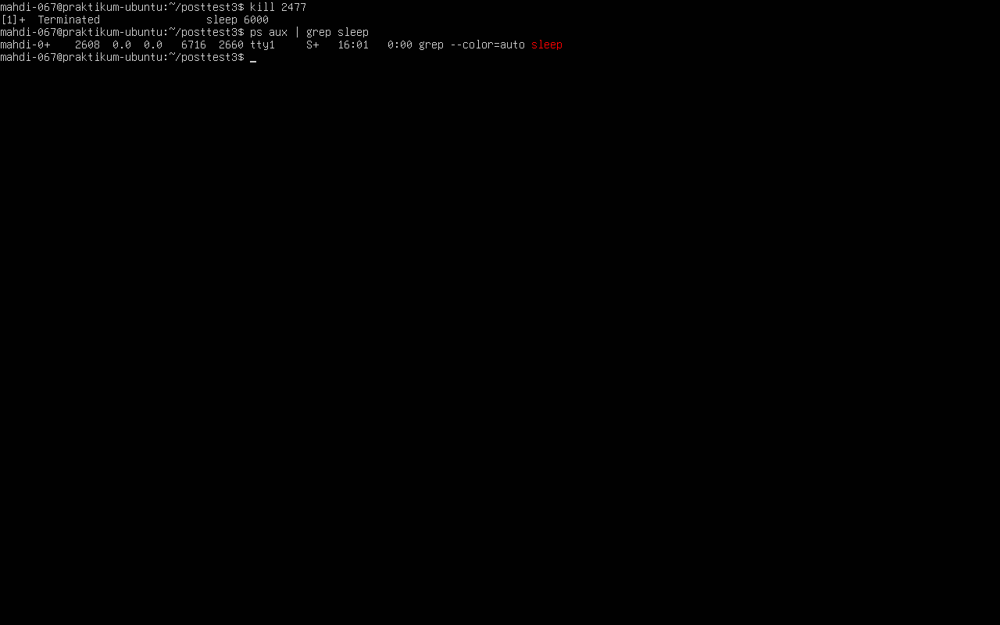 mahdi-067@praktikum-ubuntu:~/posttest3$ kill 2477
[1]+  Terminated                 sleep 6000
mahdi-067@praktikum-ubuntu:~/posttest3$ ps aux | grep sleep
mahdi-0+    2608  0.0  0.0   6716  2660 tty1     S+   16:01   0:00 grep --color=auto sleep
mahdi-067@praktikum-ubuntu:~/posttest3$ _